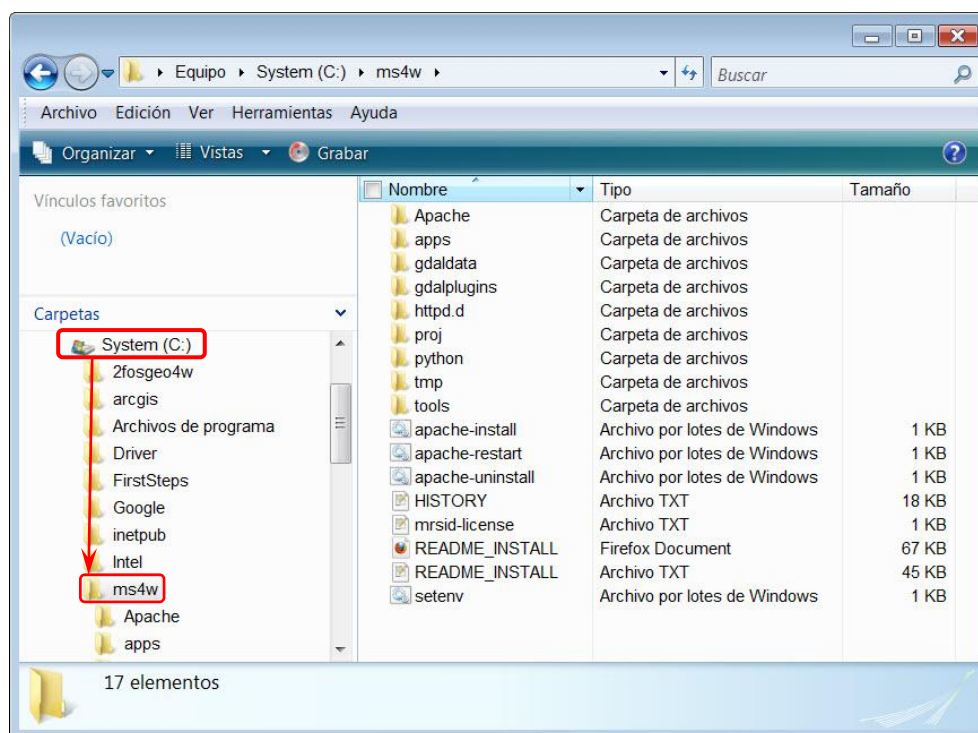 Equipo System (C:) ms4w Buscar
Archivo Edición Ver Herramientas Ayuda
Organizar Vistas Grabar
Vínculos favoritos
(Vacío)
Carpetas
System (C:)
2fosgeo4w
arcgis
Archivos de programa
Driver
FirstSteps
Google
inetpub
Intel
ms4w
Apache
apps
Nombre Tipo Tamaño
Apache Carpeta de archivos
apps Carpeta de archivos
gdaldata Carpeta de archivos
gdalplugins Carpeta de archivos
httpd.d Carpeta de archivos
proj Carpeta de archivos
python Carpeta de archivos
tmp Carpeta de archivos
tools Carpeta de archivos
apache-install Archivo por lotes de Windows 1 KB
apache-restart Archivo por lotes de Windows 1 KB
apache-uninstall Archivo por lotes de Windows 1 KB
HISTORY Archivo TXT 18 KB
mrsid-license Archivo TXT 1 KB
README_INSTALL Firefox Document 67 KB
README_INSTALL Archivo TXT 45 KB
setenv Archivo por lotes de Windows 1 KB
17 elementos